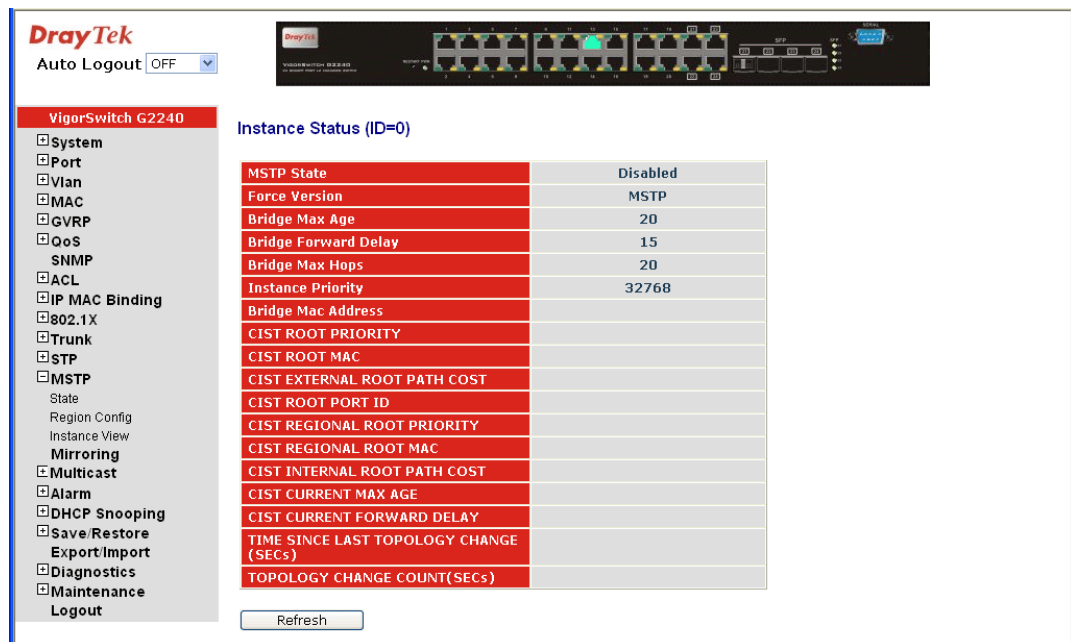 DrayTek
Auto Logout OFF
DrayTek
VIGORSWITCH G2240
SERIAL
SFP
VigorSwitch G2240
System
Port
Vlan
MAC
GVRP
QoS
SNMP
ACL
IP MAC Binding
802.1X
Trunk
STP
MSTP
State
Region Config
Instance View
Mirroring
Multicast
Alarm
DHCP Snooping
Save/Restore
Export/Import
Diagnostics
Maintenance
Logout
Instance Status (ID=0)
MSTP State Disabled
Force Version MSTP
Bridge Max Age 20
Bridge Forward Delay 15
Bridge Max Hops 20
Instance Priority 32768
Bridge Mac Address
CIST ROOT PRIORITY
CIST ROOT MAC
CIST EXTERNAL ROOT PATH COST
CIST ROOT PORT ID
CIST REGIONAL ROOT PRIORITY
CIST REGIONAL ROOT MAC
CIST INTERNAL ROOT PATH COST
CIST CURRENT MAX AGE
CIST CURRENT FORWARD DELAY
TIME SINCE LAST TOPOLOGY CHANGE
(SECs)
TOPOLOGY CHANGE COUNT(SECs)
Refresh